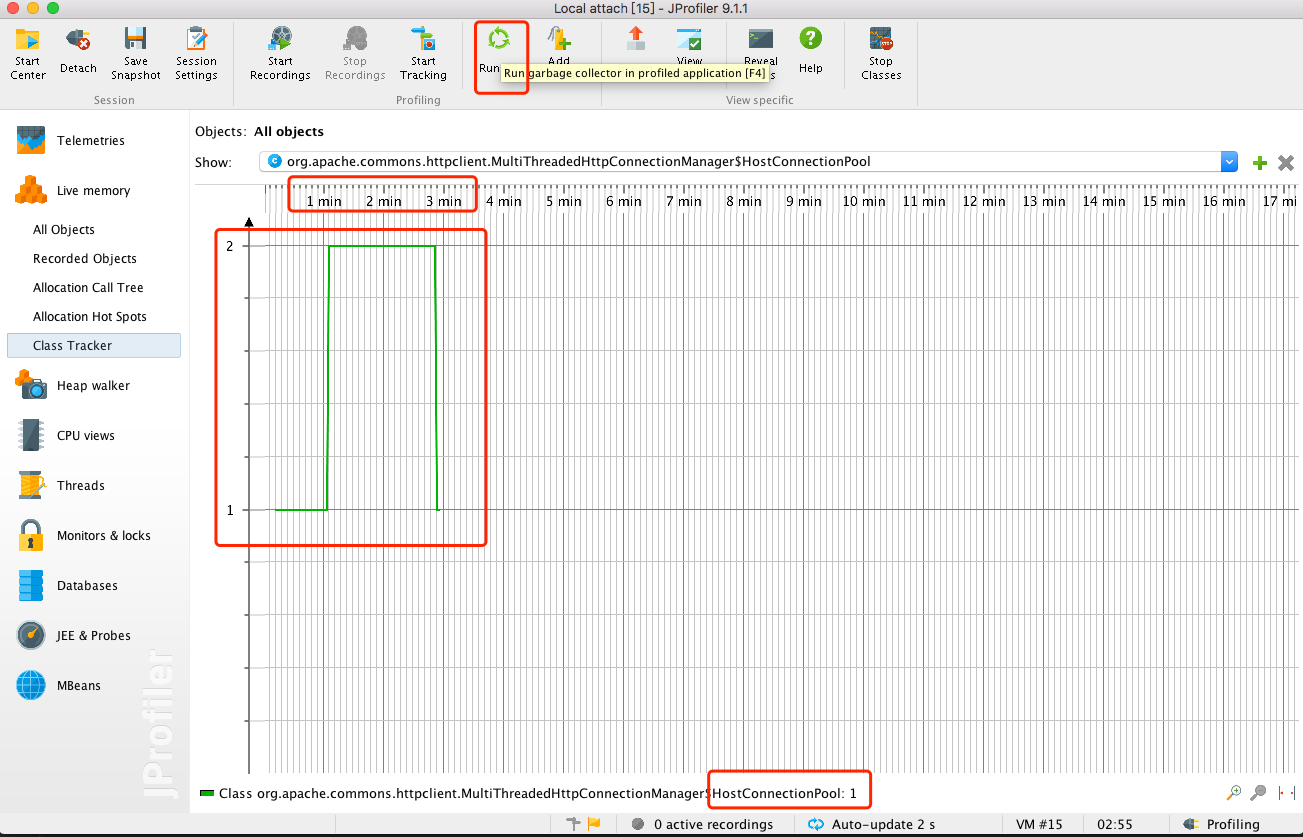 Local attach [15] - JProfiler 9.1.1
Start Center
Detach
Save Snapshot
Session Settings
Start Recordings
Stop Recordings
Start Tracking
Run
Add
View
Reveal
Help
Stop Classes
Run garbage collector in profiled application [F4]
Session
Profiling
View specific
Telemetries
Live memory
All Objects
Recorded Objects
Allocation Call Tree
Allocation Hot Spots
Class Tracker
Heap walker
CPU views
Threads
Monitors & locks
Databases
JEE & Probes
MBeans
JProfiler
Objects: All objects
Show: org.apache.commons.httpclient.MultiThreadedHttpConnectionManager$HostConnectionPool
1 min 2 min 3 min 4 min 5 min 6 min 7 min 8 min 9 min 10 min 11 min 12 min 13 min 14 min 15 min 16 min 17 mi
2
1
Class org.apache.commons.httpclient.MultiThreadedHttpConnectionManager$HostConnectionPool: 1
0 active recordings Auto-update 2 s VM #15 02:55 Profiling